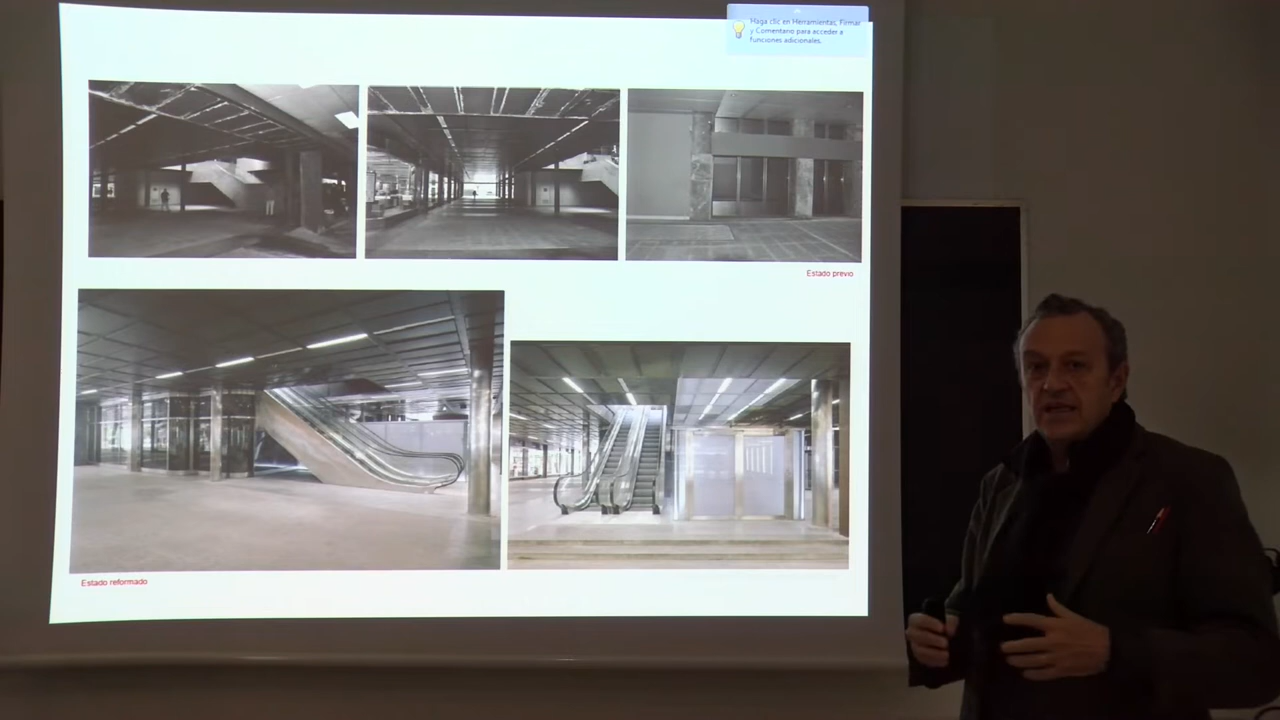 Haga clic en Herramientas, Firmar
y Comentario para acceder a
funciones adicionales.
Estado previo
Estado reformado